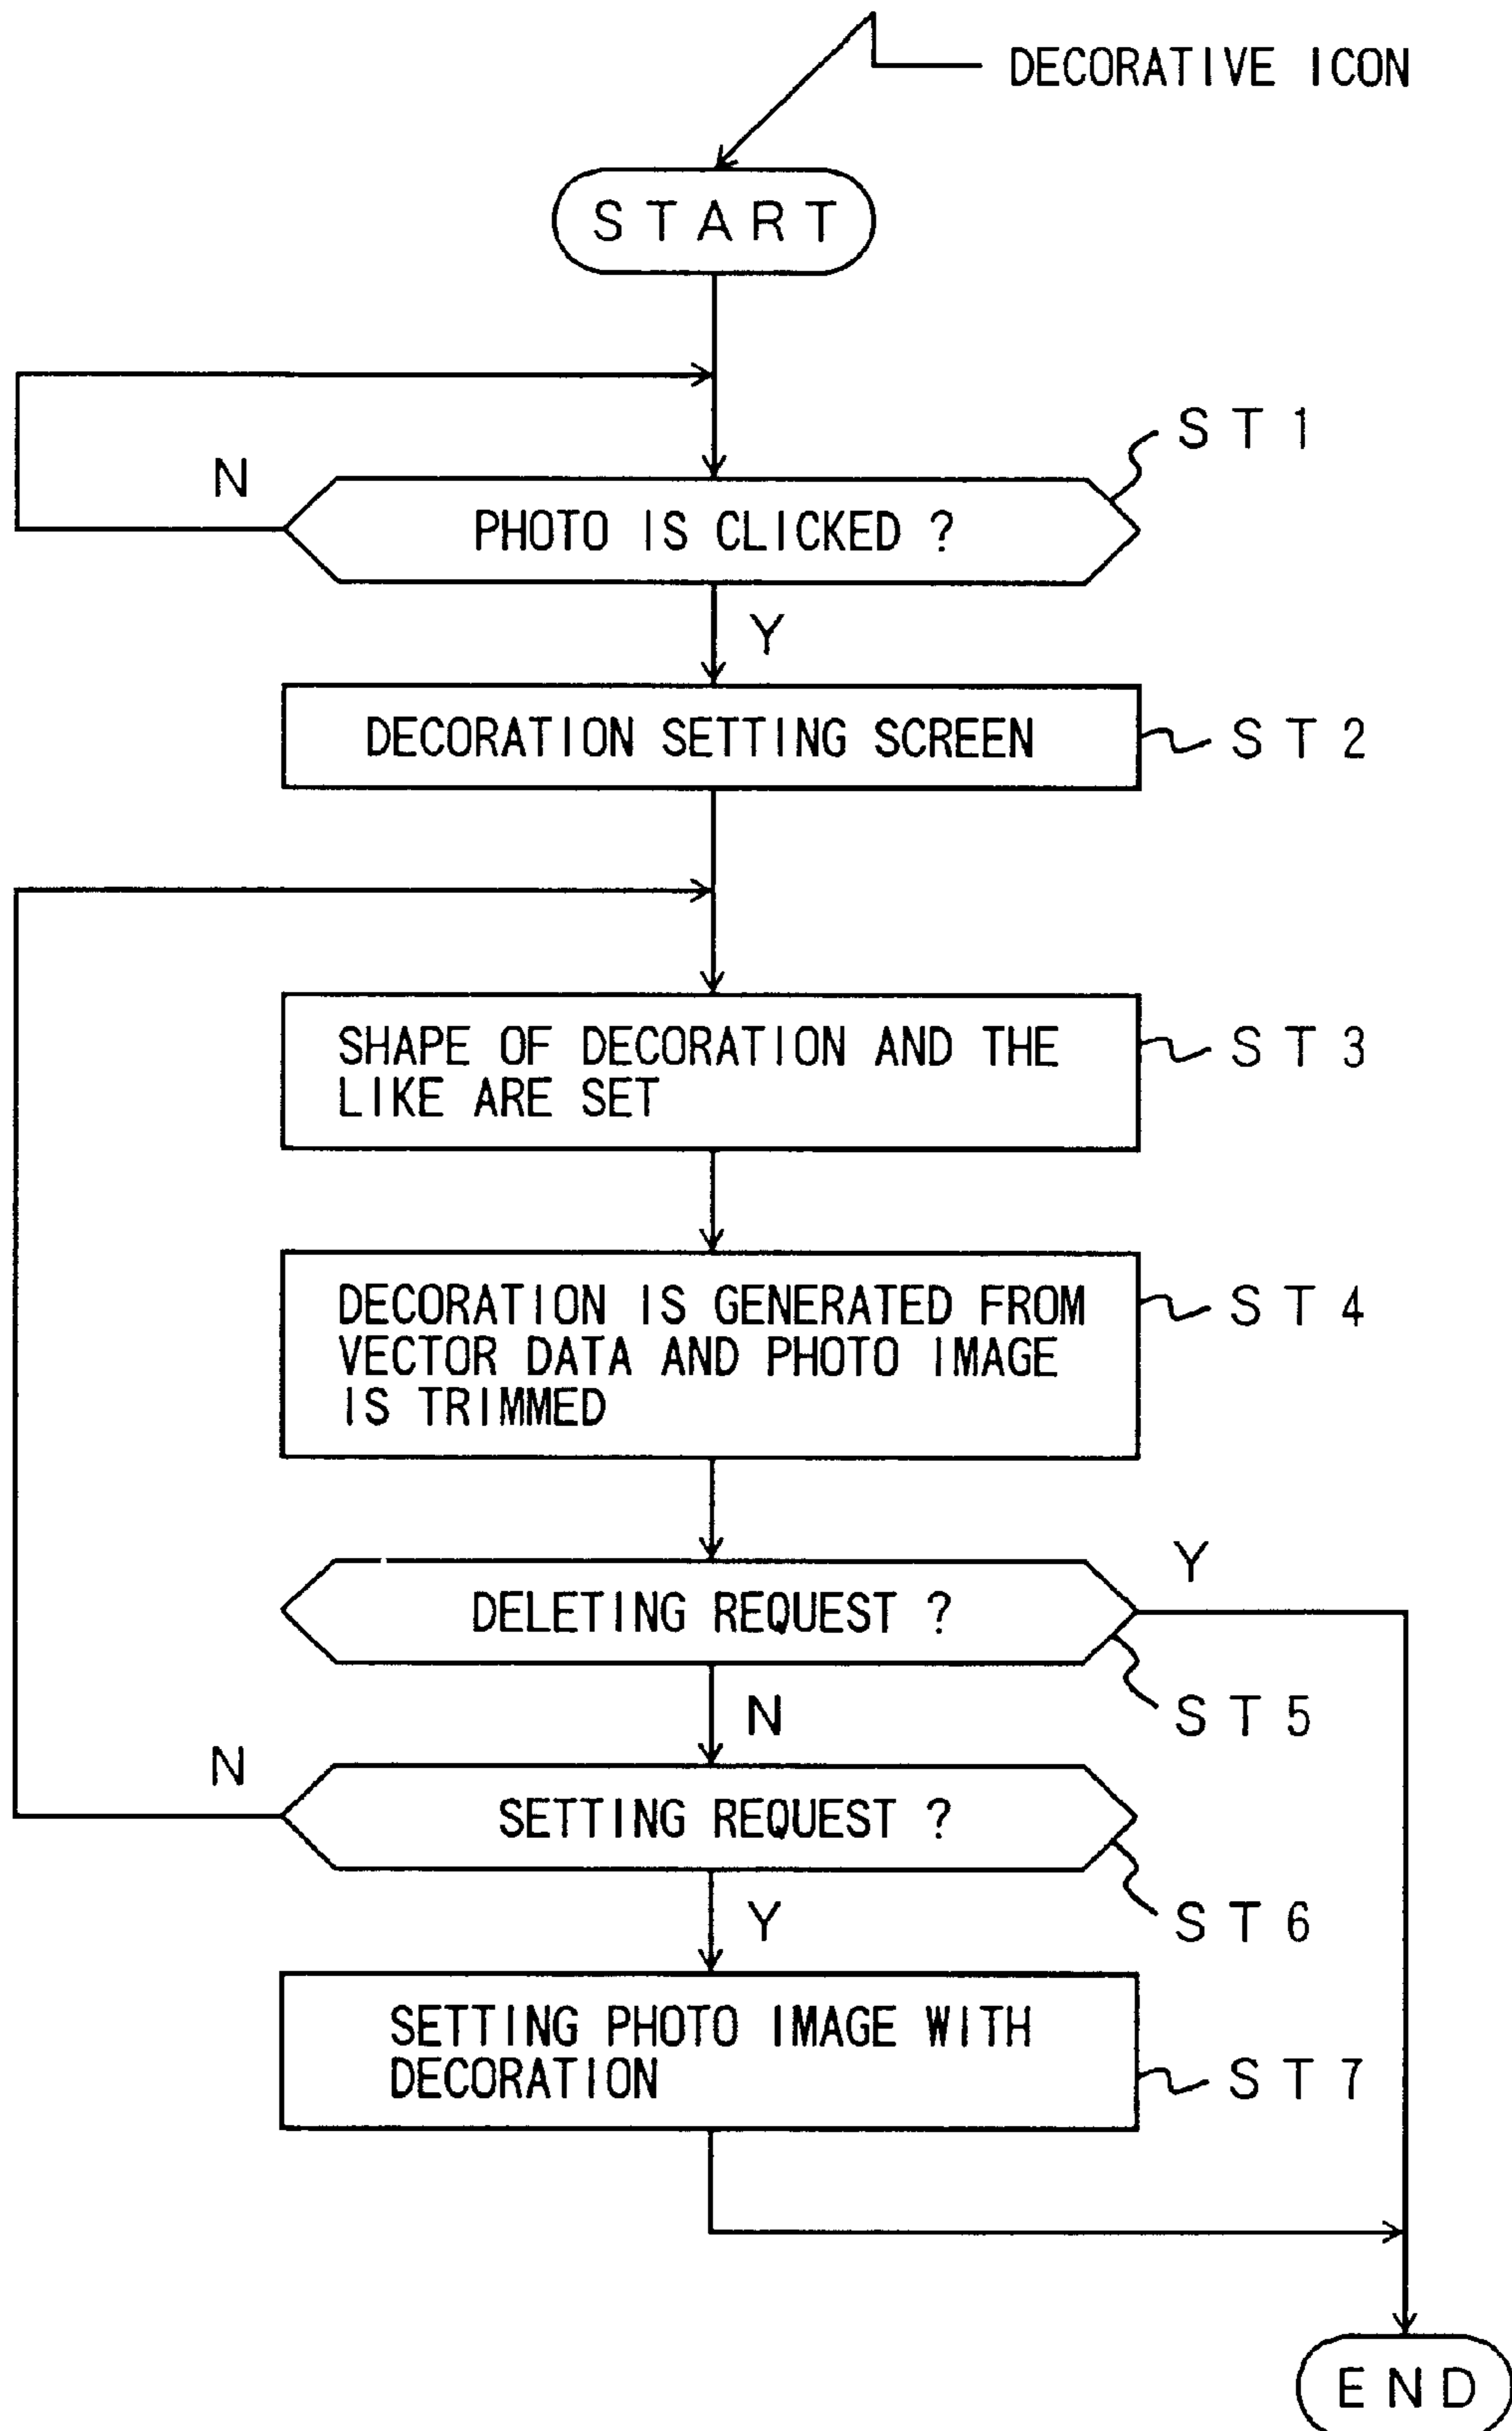 DECORATIVE ICON
START
ST1
N
PHOTO IS CLICKED ?
Y
DECORATION SETTING SCREEN
ST2
SHAPE OF DECORATION AND THE
LIKE ARE SET
ST3
DECORATION IS GENERATED FROM
VECTOR DATA AND PHOTO IMAGE
IS TRIMMED
ST4
Y
DELETING REQUEST ?
N
ST5
N
SETTING REQUEST ?
Y
ST6
SETTING PHOTO IMAGE WITH
DECORATION
ST7
END